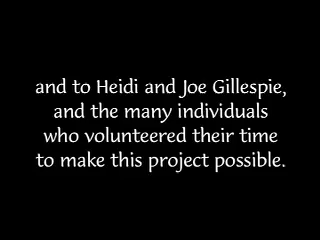 and to Heidi and Joe Gillespie,
and the many individuals
who volunteered their time
to make this project possible.